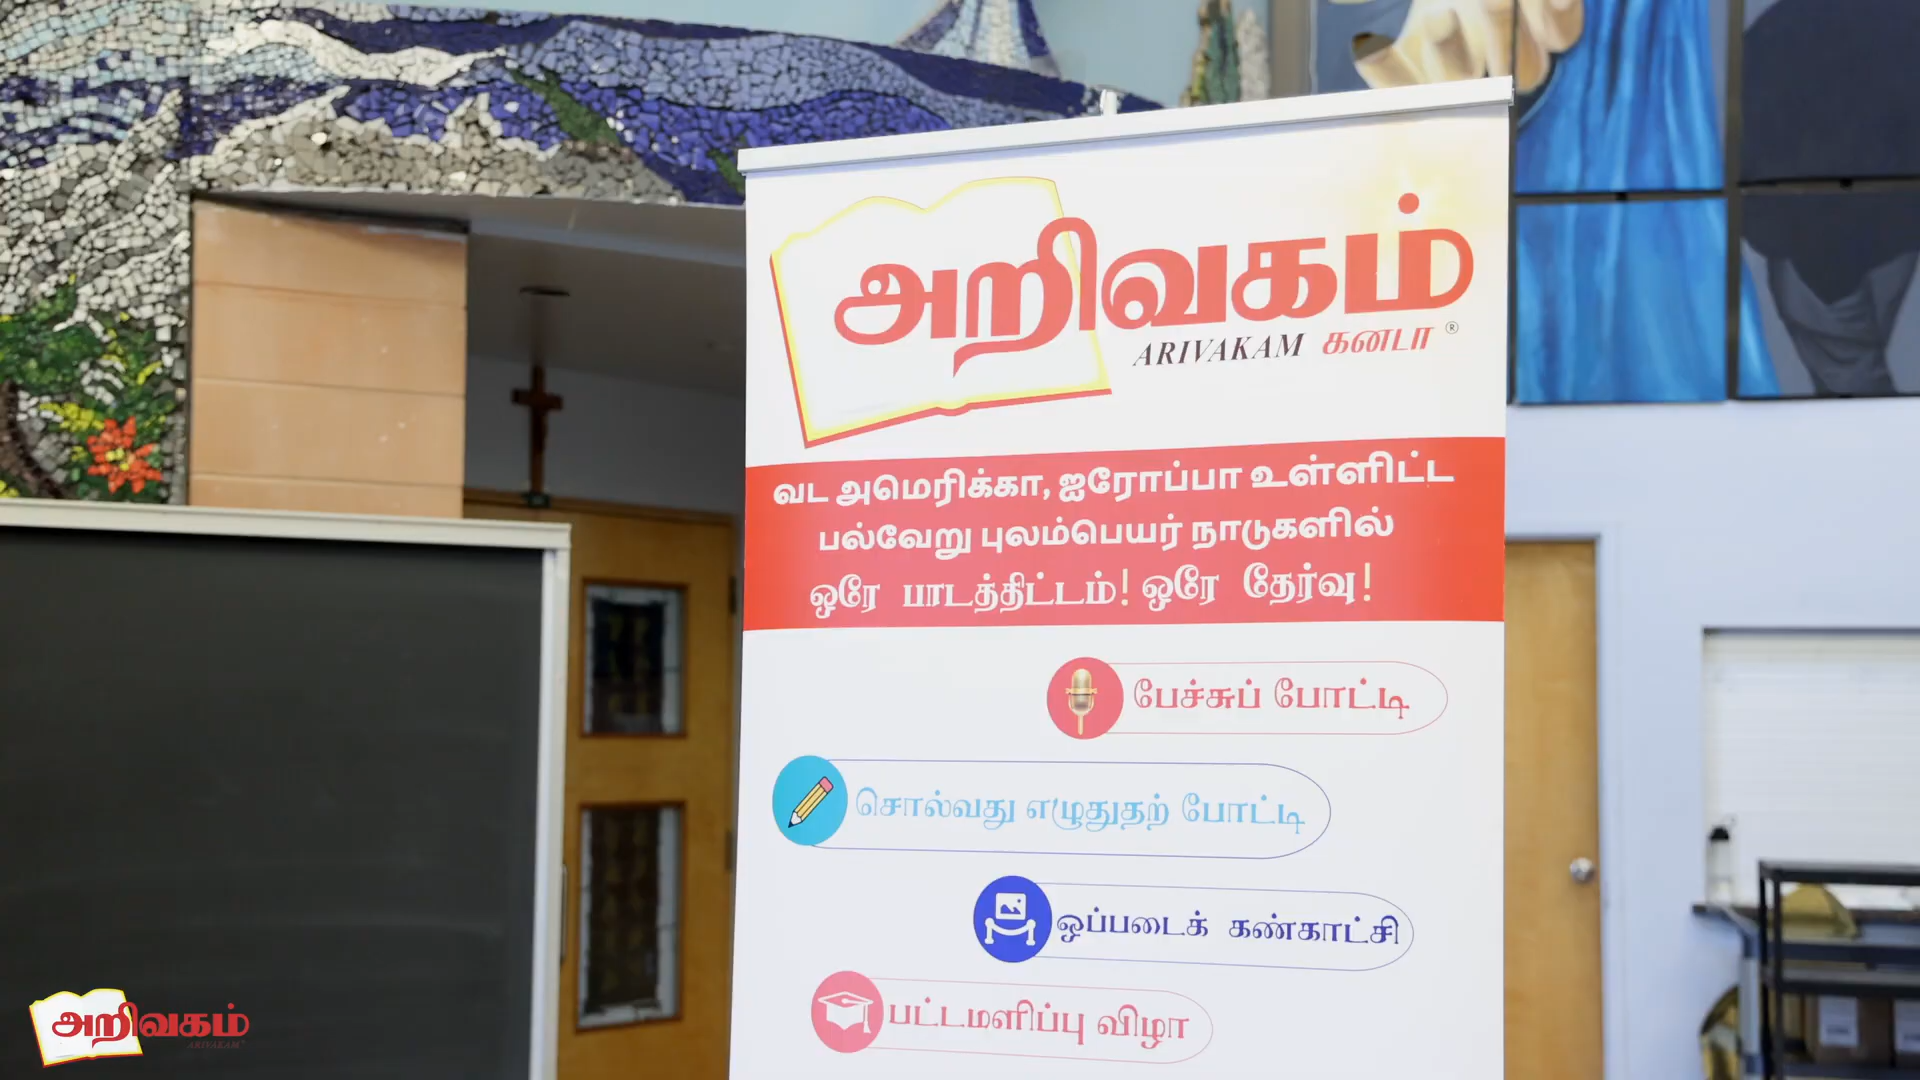 அறிவகம்
ARIVAKAM கனடா ®
வட அமெரிக்கா, ஐரோப்பா உள்ளிட்ட
பல்வேறு புலம்பெயர் நாடுகளில்
ஒரே பாடத்திட்டம்! ஒரே தேர்வு!
பேச்சுப் போட்டி
சொல்வது எழுதுதற் போட்டி
ஒப்படைக் கண்காட்சி
பட்டமளிப்பு விழா
அறிவகம்
ARIVAKAM